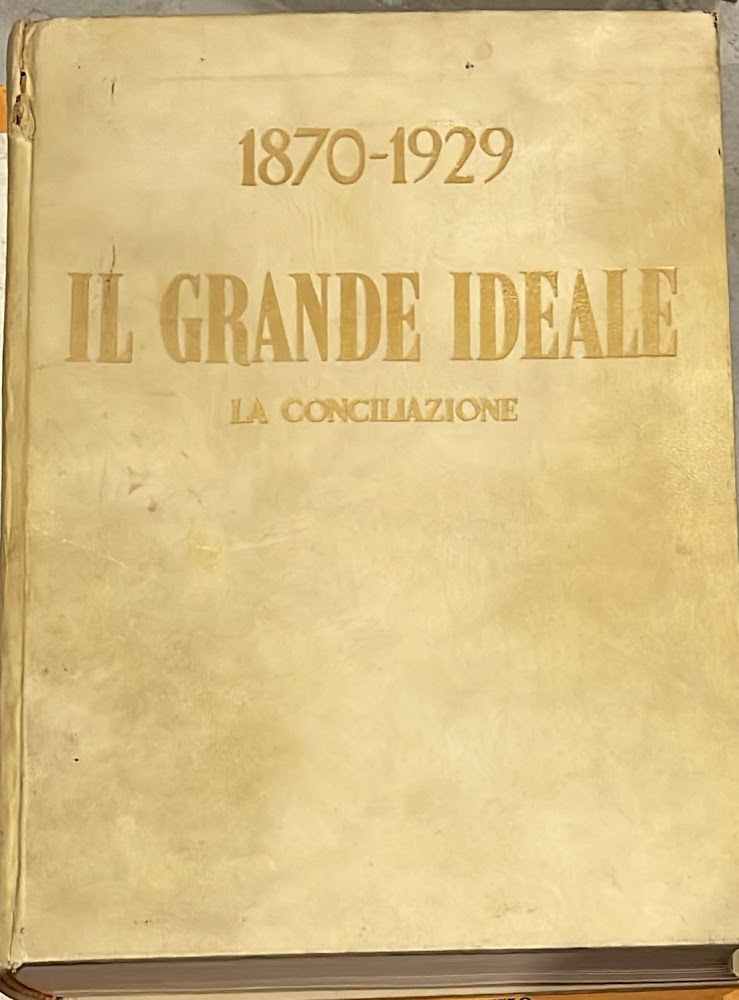 1870-1929
IL GRANDE IDEALE
LA CONCILIAZIONE